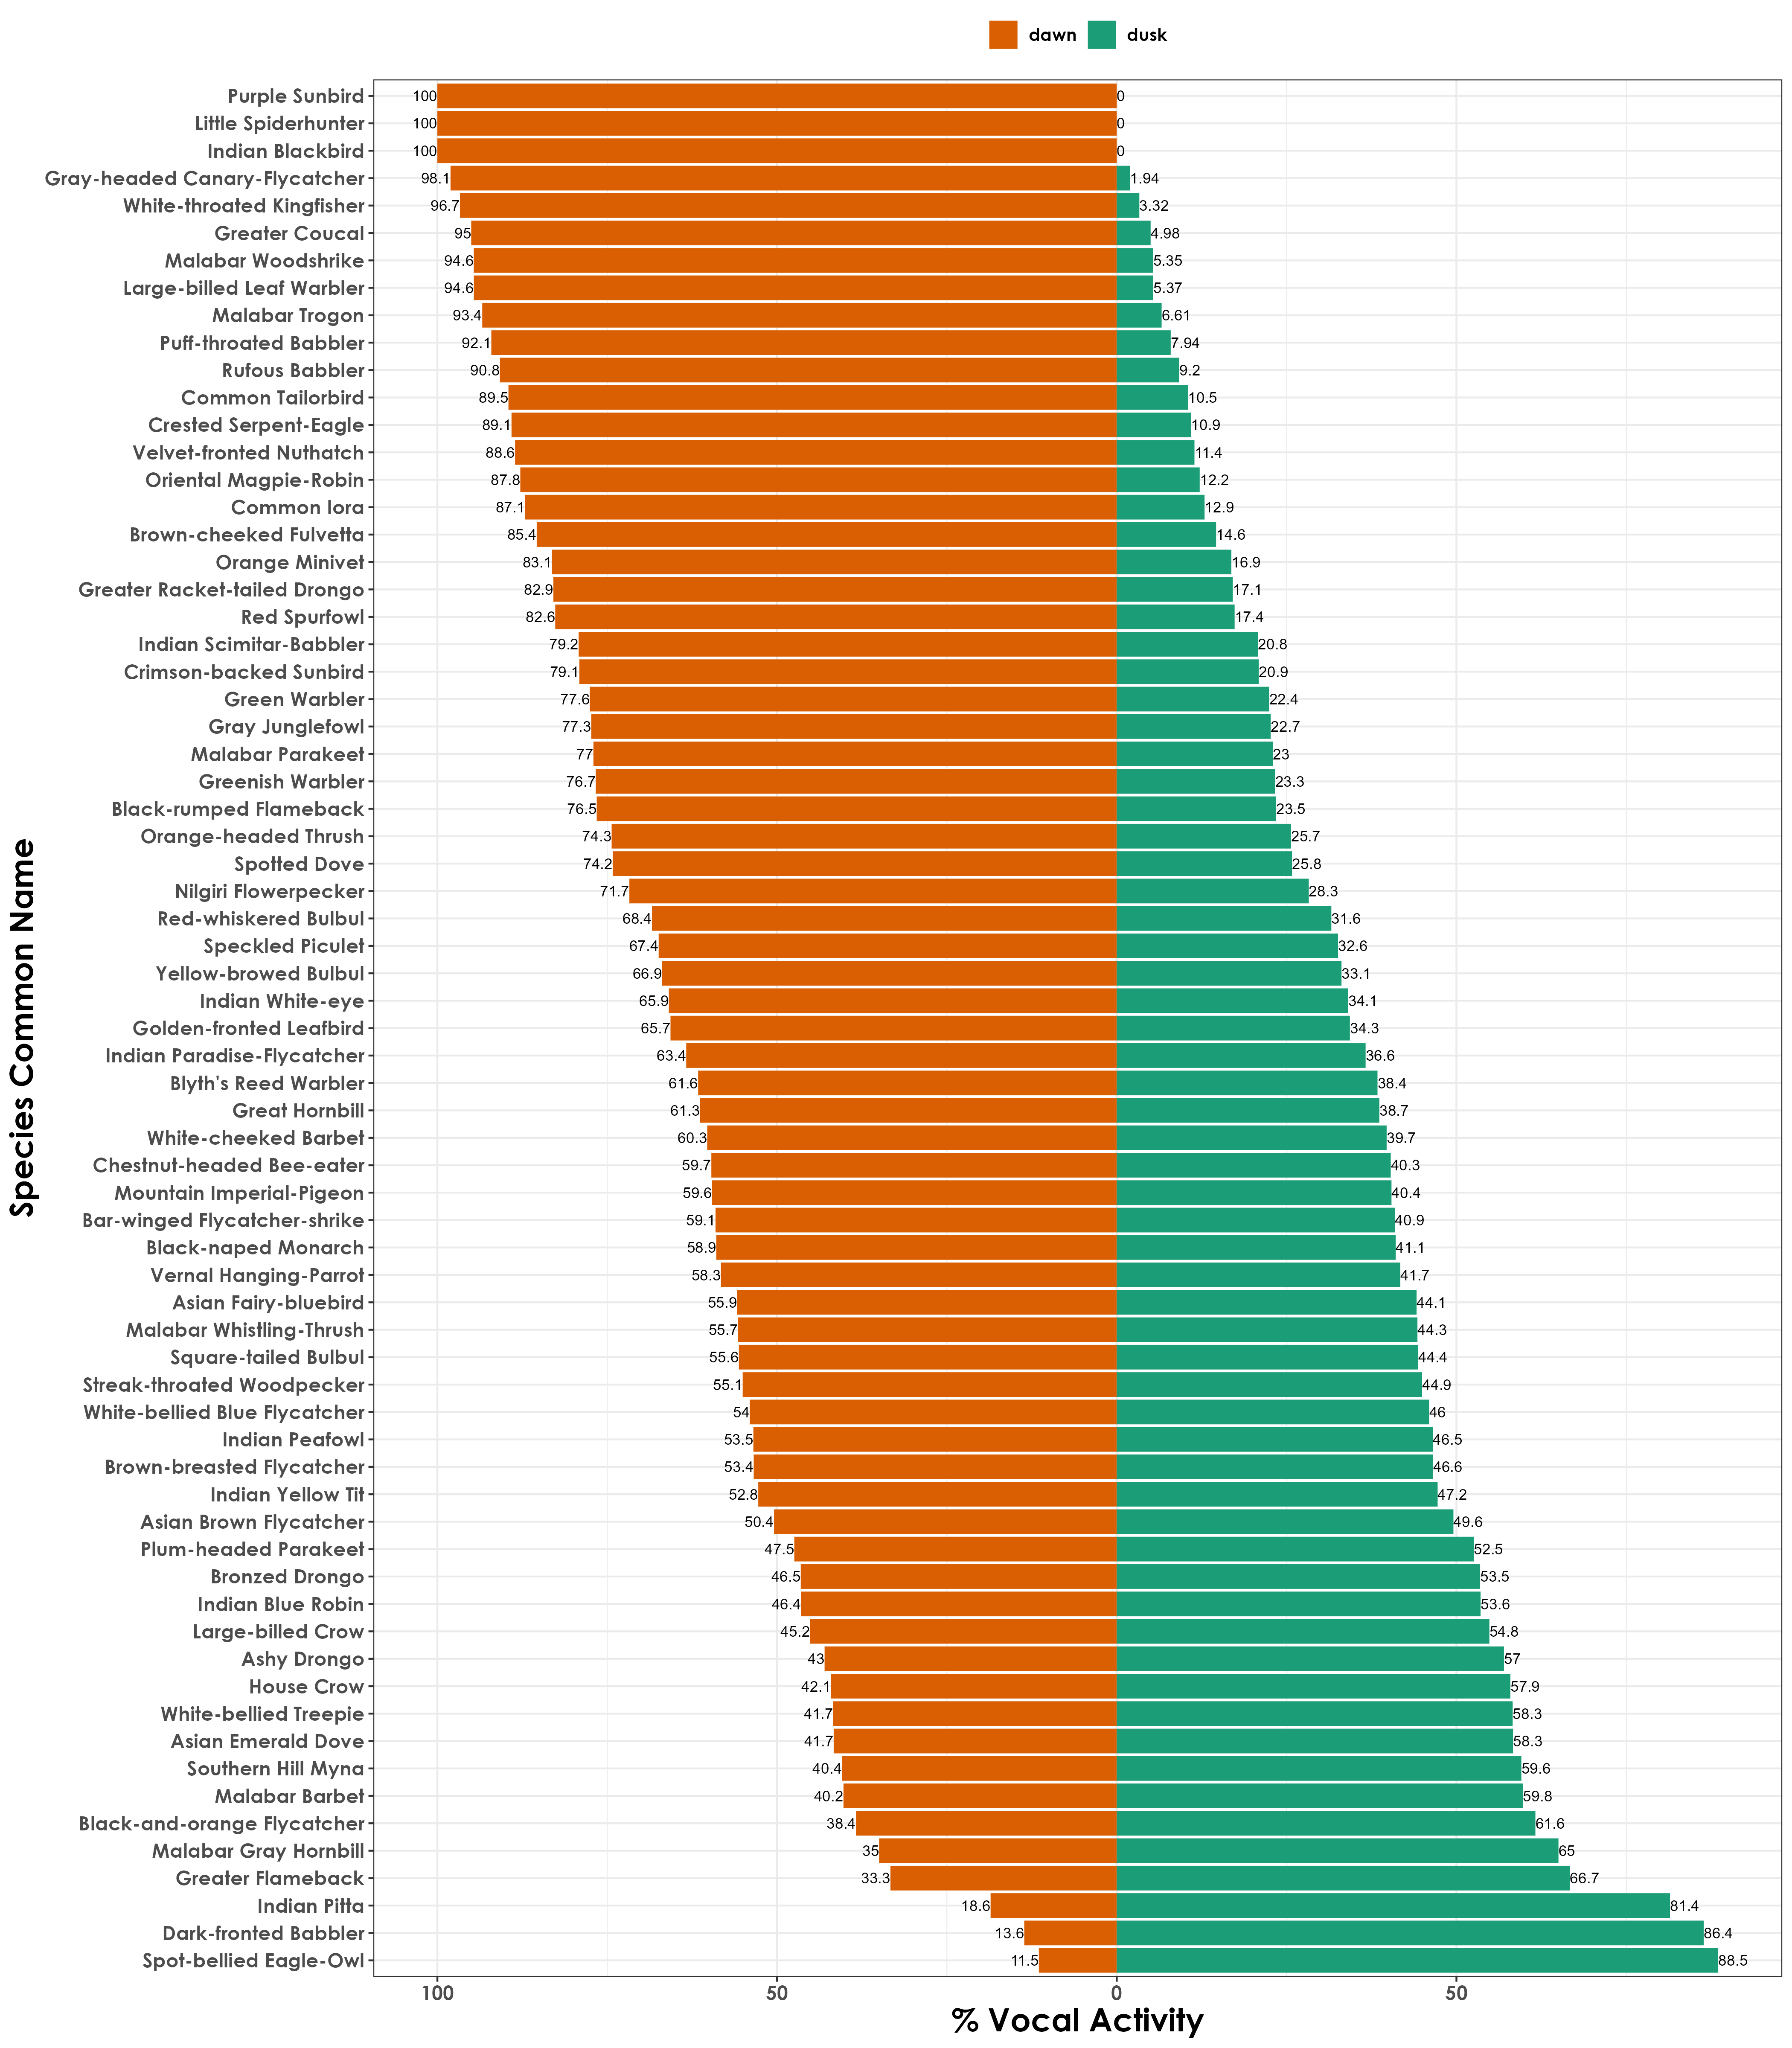 dawn dusk
Purple Sunbird 100 0
Little Spiderhunter 100 0
Indian Blackbird 100 0
Gray-headed Canary-Flycatcher 98.1 1.94
White-throated Kingfisher 96.7 3.32
Greater Coucal 95 4.98
Malabar Woodshrike 94.6 5.35
Large-billed Leaf Warbler 94.6 5.37
Malabar Trogon 93.4 6.61
Puff-throated Babbler 92.1 7.94
Rufous Babbler 90.8 9.2
Common Tailorbird 89.5 10.5
Crested Serpent-Eagle 89.1 10.9
Velvet-fronted Nuthatch 88.6 11.4
Oriental Magpie-Robin 87.8 12.2
Common Iora 87.1 12.9
Brown-cheeked Fulvetta 85.4 14.6
Orange Minivet 83.1 16.9
Greater Racket-tailed Drongo 82.9 17.1
Red Spurfowl 82.6 17.4
Indian Scimitar-Babbler 79.2 20.8
Crimson-backed Sunbird 79.1 20.9
Green Warbler 77.6 22.4
Gray Junglefowl 77.3 22.7
Malabar Parakeet 77 23
Greenish Warbler 76.7 23.3
Black-rumped Flameback 76.5 23.5
Orange-headed Thrush 74.3 25.7
Spotted Dove 74.2 25.8
Nilgiri Flowerpecker 71.7 28.3
Red-whiskered Bulbul 68.4 31.6
Speckled Piculet 67.4 32.6
Yellow-browed Bulbul 66.9 33.1
Indian White-eye 65.9 34.1
Golden-fronted Leafbird 65.7 34.3
Indian Paradise-Flycatcher 63.4 36.6
Blyth's Reed Warbler 61.6 38.4
Great Hornbill 61.3 38.7
White-cheeked Barbet 60.3 39.7
Chestnut-headed Bee-eater 59.7 40.3
Mountain Imperial-Pigeon 59.6 40.4
Bar-winged Flycatcher-shrike 59.1 40.9
Black-naped Monarch 58.9 41.1
Vernal Hanging-Parrot 58.3 41.7
Asian Fairy-bluebird 55.9 44.1
Malabar Whistling-Thrush 55.7 44.3
Square-tailed Bulbul 55.6 44.4
Streak-throated Woodpecker 55.1 44.9
White-bellied Blue Flycatcher 54 46
Indian Peafowl 53.5 46.5
Brown-breasted Flycatcher 53.4 46.6
Indian Yellow Tit 52.8 47.2
Asian Brown Flycatcher 50.4 49.6
Plum-headed Parakeet 47.5 52.5
Bronzed Drongo 46.5 53.5
Indian Blue Robin 46.4 53.6
Large-billed Crow 45.2 54.8
Ashy Drongo 43 57
House Crow 42.1 57.9
White-bellied Treepie 41.7 58.3
Asian Emerald Dove 41.7 58.3
Southern Hill Myna 40.4 59.6
Malabar Barbet 40.2 59.8
Black-and-orange Flycatcher 38.4 61.6
Malabar Gray Hornbill 35 65
Greater Flameback 33.3 66.7
Indian Pitta 18.6 81.4
Dark-fronted Babbler 13.6 86.4
Spot-bellied Eagle-Owl 11.5 88.5
100 50 0 50
% Vocal Activity
Species Common Name